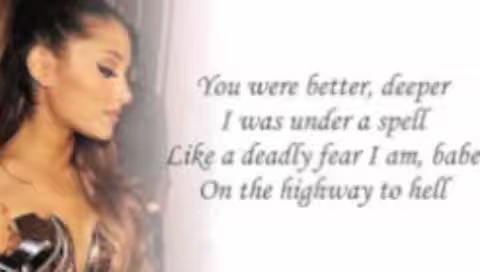 You were better, deeper
I was under a spell
Like a deadly fear I am, babe
On the highway to hell